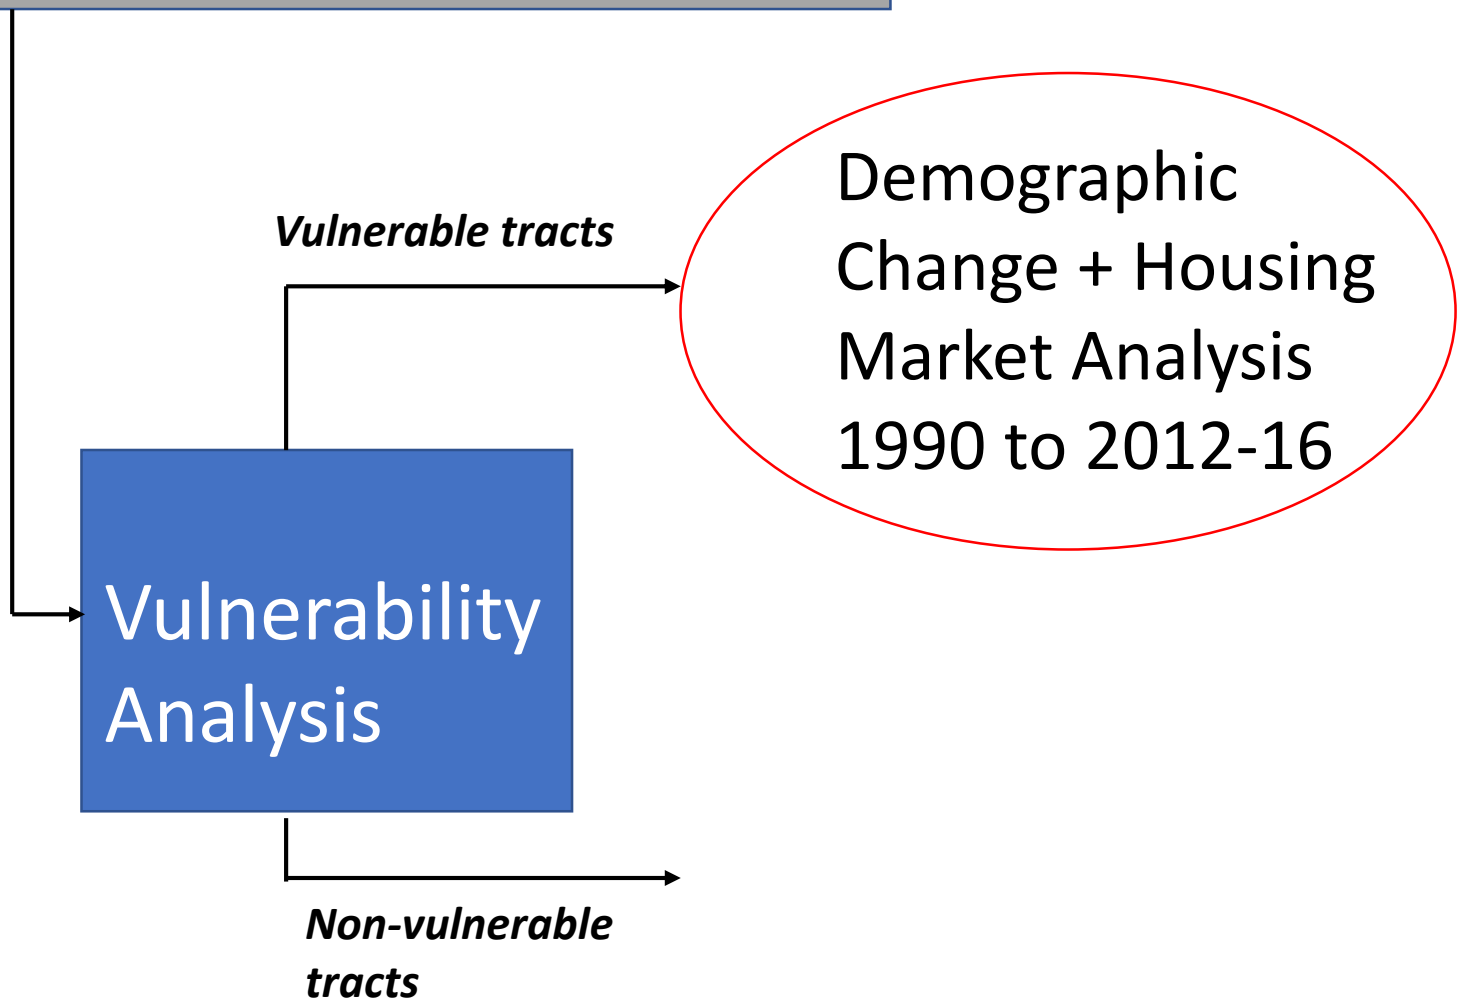 Vulnerable tracts
Demographic
Change + Housing
Market Analysis
1990 to 2012-16
Vulnerability
Analysis
Non-vulnerable
tracts